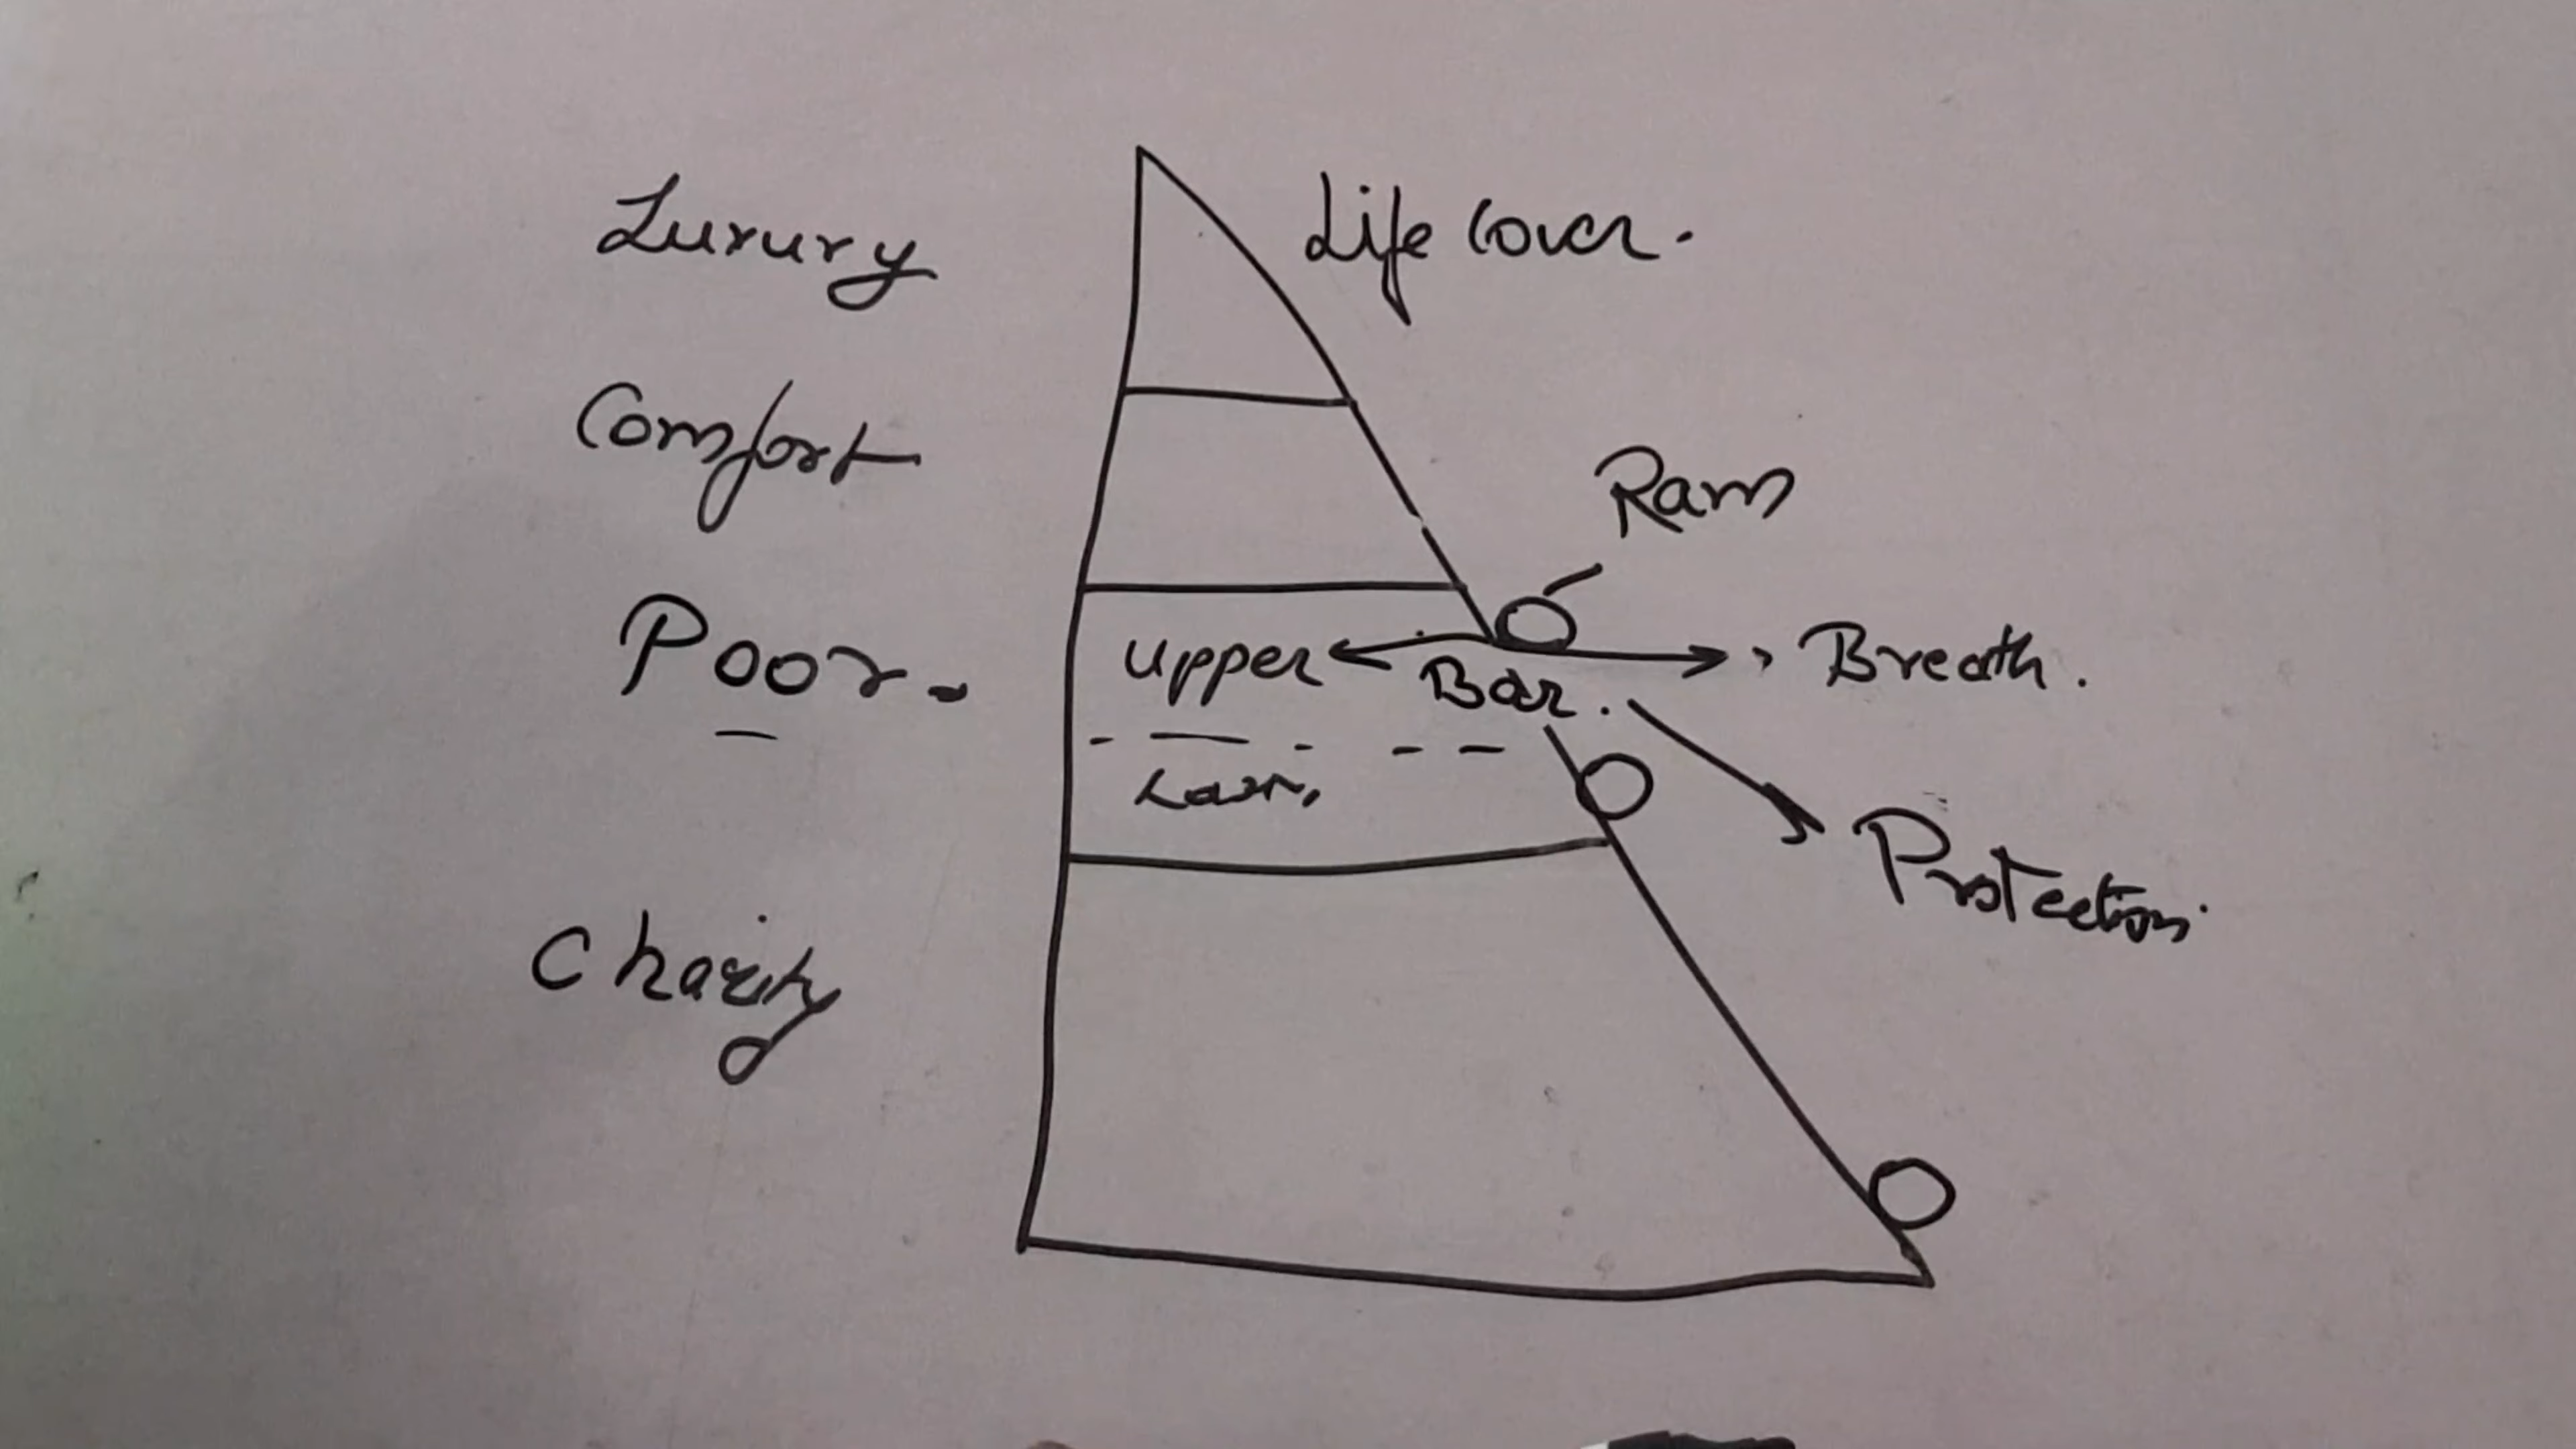 Luxury
Life Cover.
Comfort
Ram
Poor.
Upper
Bar.
Breath.
Protection.
Charity